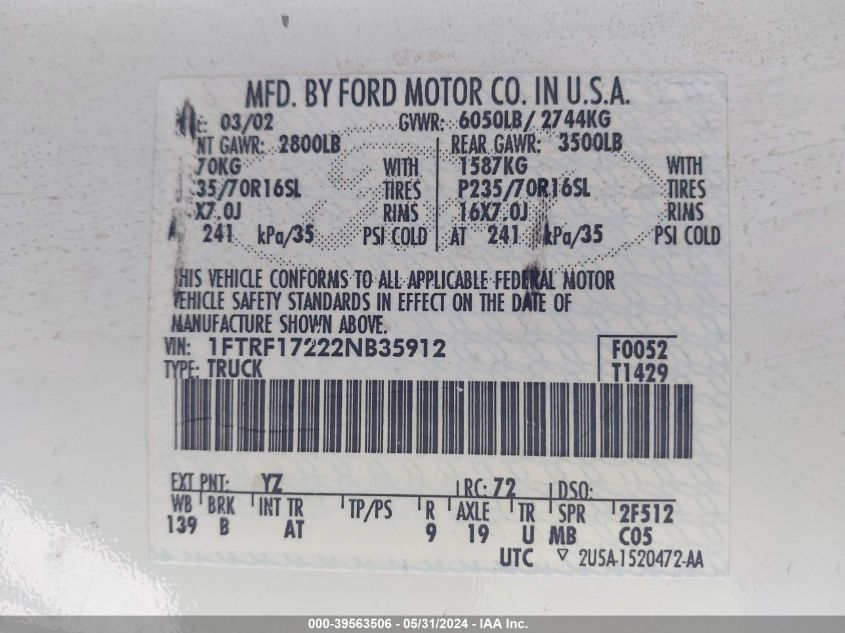 MFD. BY FORD MOTOR CO. IN U.S.A.
03/02 GVWR: 6050LB/ 2744KG
NT GAWR: 2800LB REAR GAWR: 3500LB
70KG WITH 1587KG WITH
35/70R16SL TIRES P235/70R16SL TIRES
X7.0J RIMS 16X7.0J RIMS
241 kPa/35 PSI COLD AT 241 kPa/35 PSI COLD
THIS VEHICLE CONFORMS TO ALL APPLICABLE FEDERAL MOTOR
VEHICLE SAFETY STANDARDS IN EFFECT ON THE DATE OF
MANUFACTURE SHOWN ABOVE.
VIN: 1FTRF17222NB35912 F0052
TYPE: TRUCK T1429
EXT PNT: YZ RC: 72 DSO:
WB BRK INT TR TP/PS R AXLE TR SPR 2F512
139 B AT 9 19 U MB C05
UTC ▽ 2U5A-1520472-AA
000-39563506 - 05/31/2024 - IAA Inc.